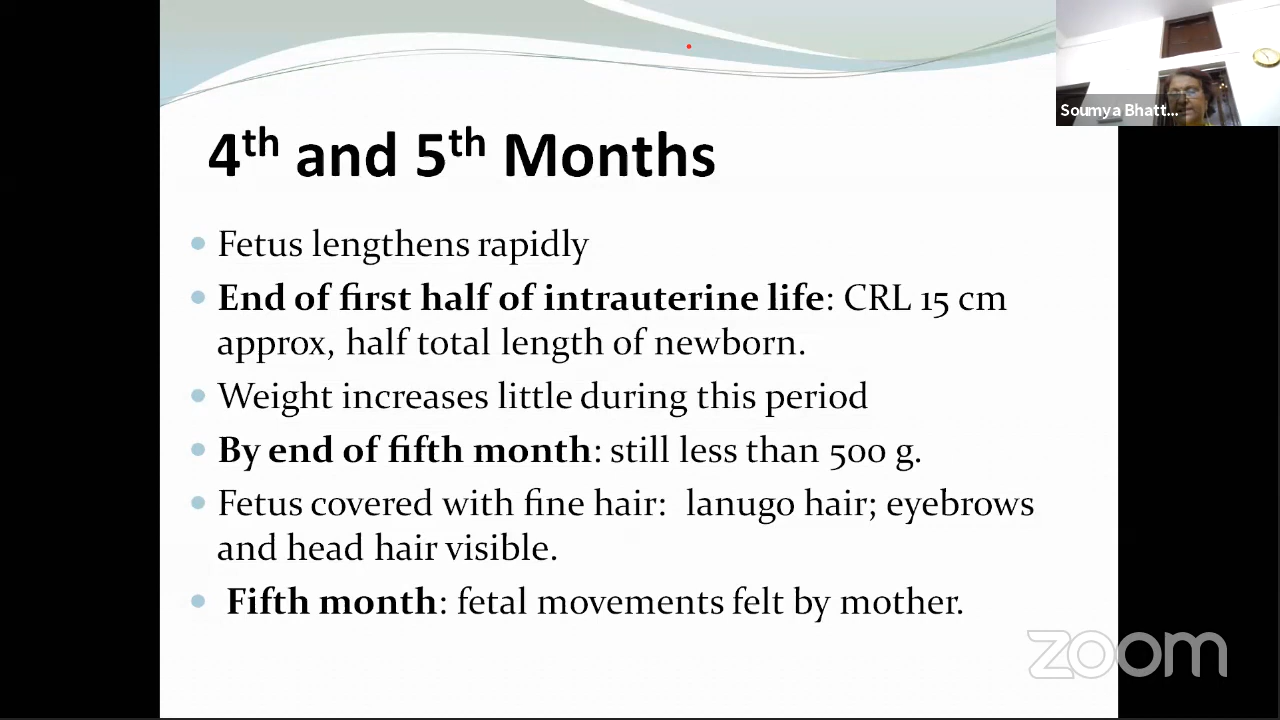 Soumya Bhatt...
4th and 5th Months
Fetus lengthens rapidly
End of first half of intrauterine life: CRL 15 cm
approx, half total length of newborn.
Weight increases little during this period
By end of fifth month: still less than 500 g.
Fetus covered with fine hair:  lanugo hair; eyebrows
and head hair visible.
Fifth month: fetal movements felt by mother.
zoom